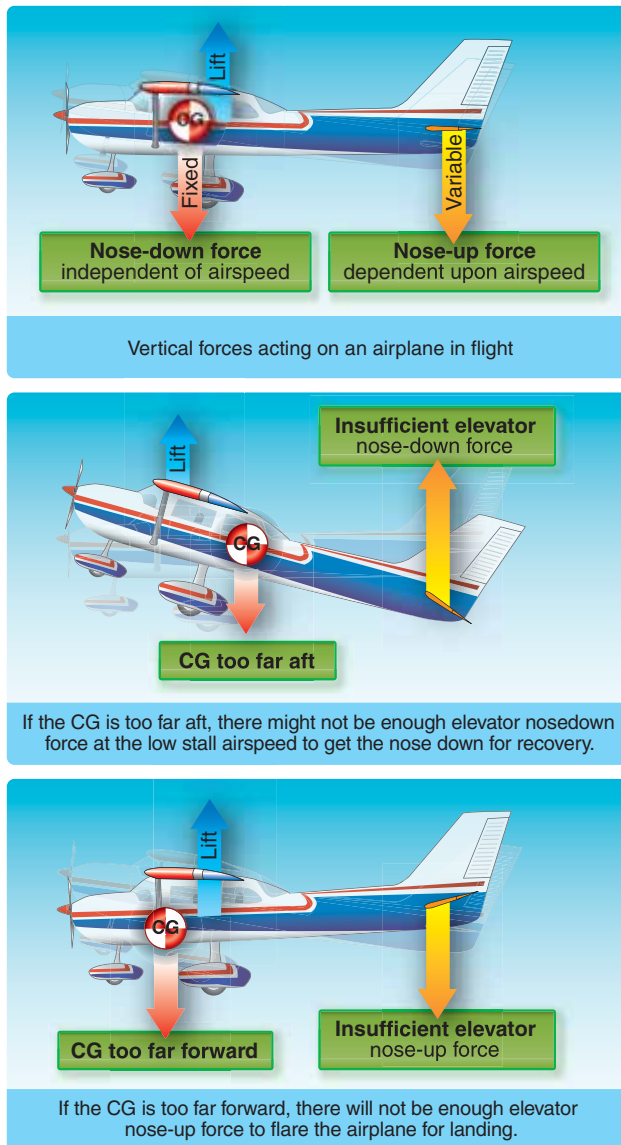 Lift
CG
Fixed
Variable
Nose-down force
independent of airspeed
Nose-up force
dependent upon airspeed
Vertical forces acting on an airplane in flight
Insufficient elevator
nose-down force
Lift
CG
CG too far aft
If the CG is too far aft, there might not be enough elevator nosedown
force at the low stall airspeed to get the nose down for recovery.
Lift
CG
CG too far forward
Insufficient elevator
nose-up force
If the CG is too far forward, there will not be enough elevator
nose-up force to flare the airplane for landing.